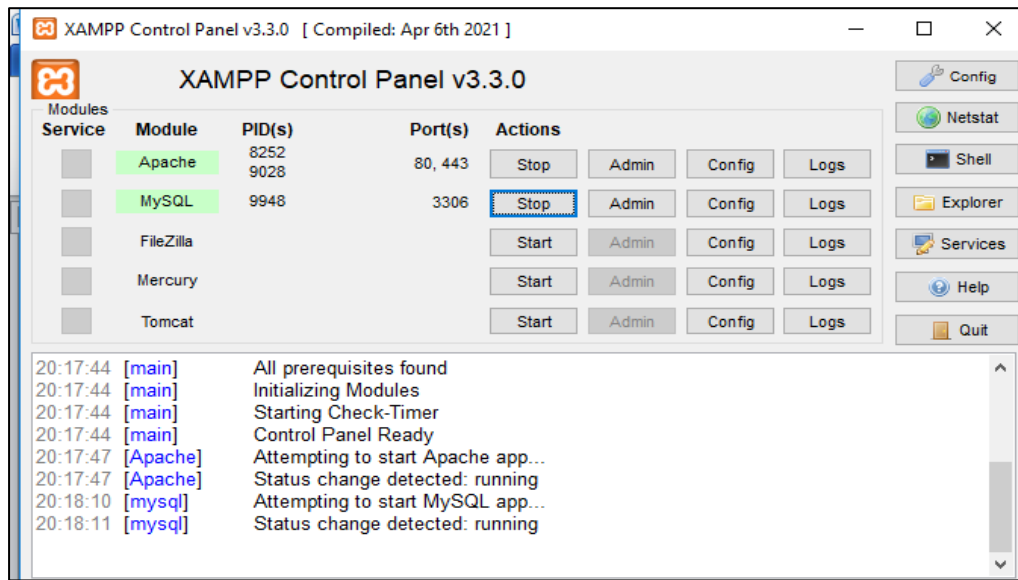 XAMPP Control Panel v3.3.0 [ Compiled: Apr 6th 2021 ]
XAMPP Control Panel v3.3.0
Config
Modules
Service Module PID(s) Port(s) Actions
Netstat
Apache 8252 9028 80, 443 Stop Admin Config Logs
Shell
MySQL 9948 3306 Stop Admin Config Logs
Explorer
FileZilla Start Admin Config Logs
Services
Mercury Start Admin Config Logs
Help
Tomcat Start Admin Config Logs
Quit
20:17:44 [main] All prerequisites found
20:17:44 [main] Initializing Modules
20:17:44 [main] Starting Check-Timer
20:17:44 [main] Control Panel Ready
20:17:47 [Apache] Attempting to start Apache app...
20:17:47 [Apache] Status change detected: running
20:18:10 [mysql] Attempting to start MySQL app...
20:18:11 [mysql] Status change detected: running